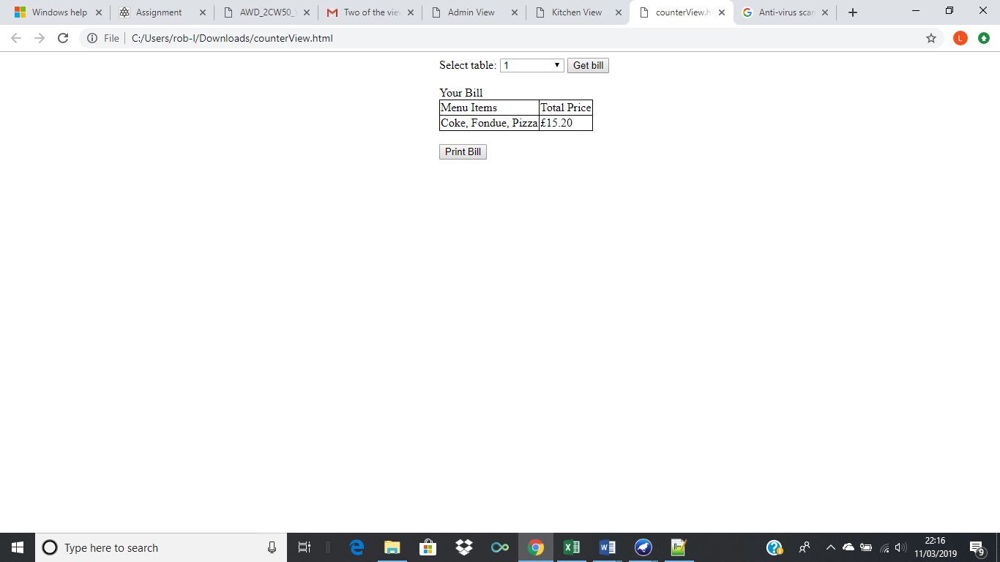 Windows help
Assignment
AWD_2CW50_
Two of the vie
Admin View
Kitchen View
counterView.h
Anti-virus scan
File
C:/Users/rob-l/Downloads/counterView.html
L
Select table: 1 Get bill
Your Bill
Menu Items Total Price
Coke, Fondue, Pizza £15.20
Print Bill
Type here to search
22:16
11/03/2019
9